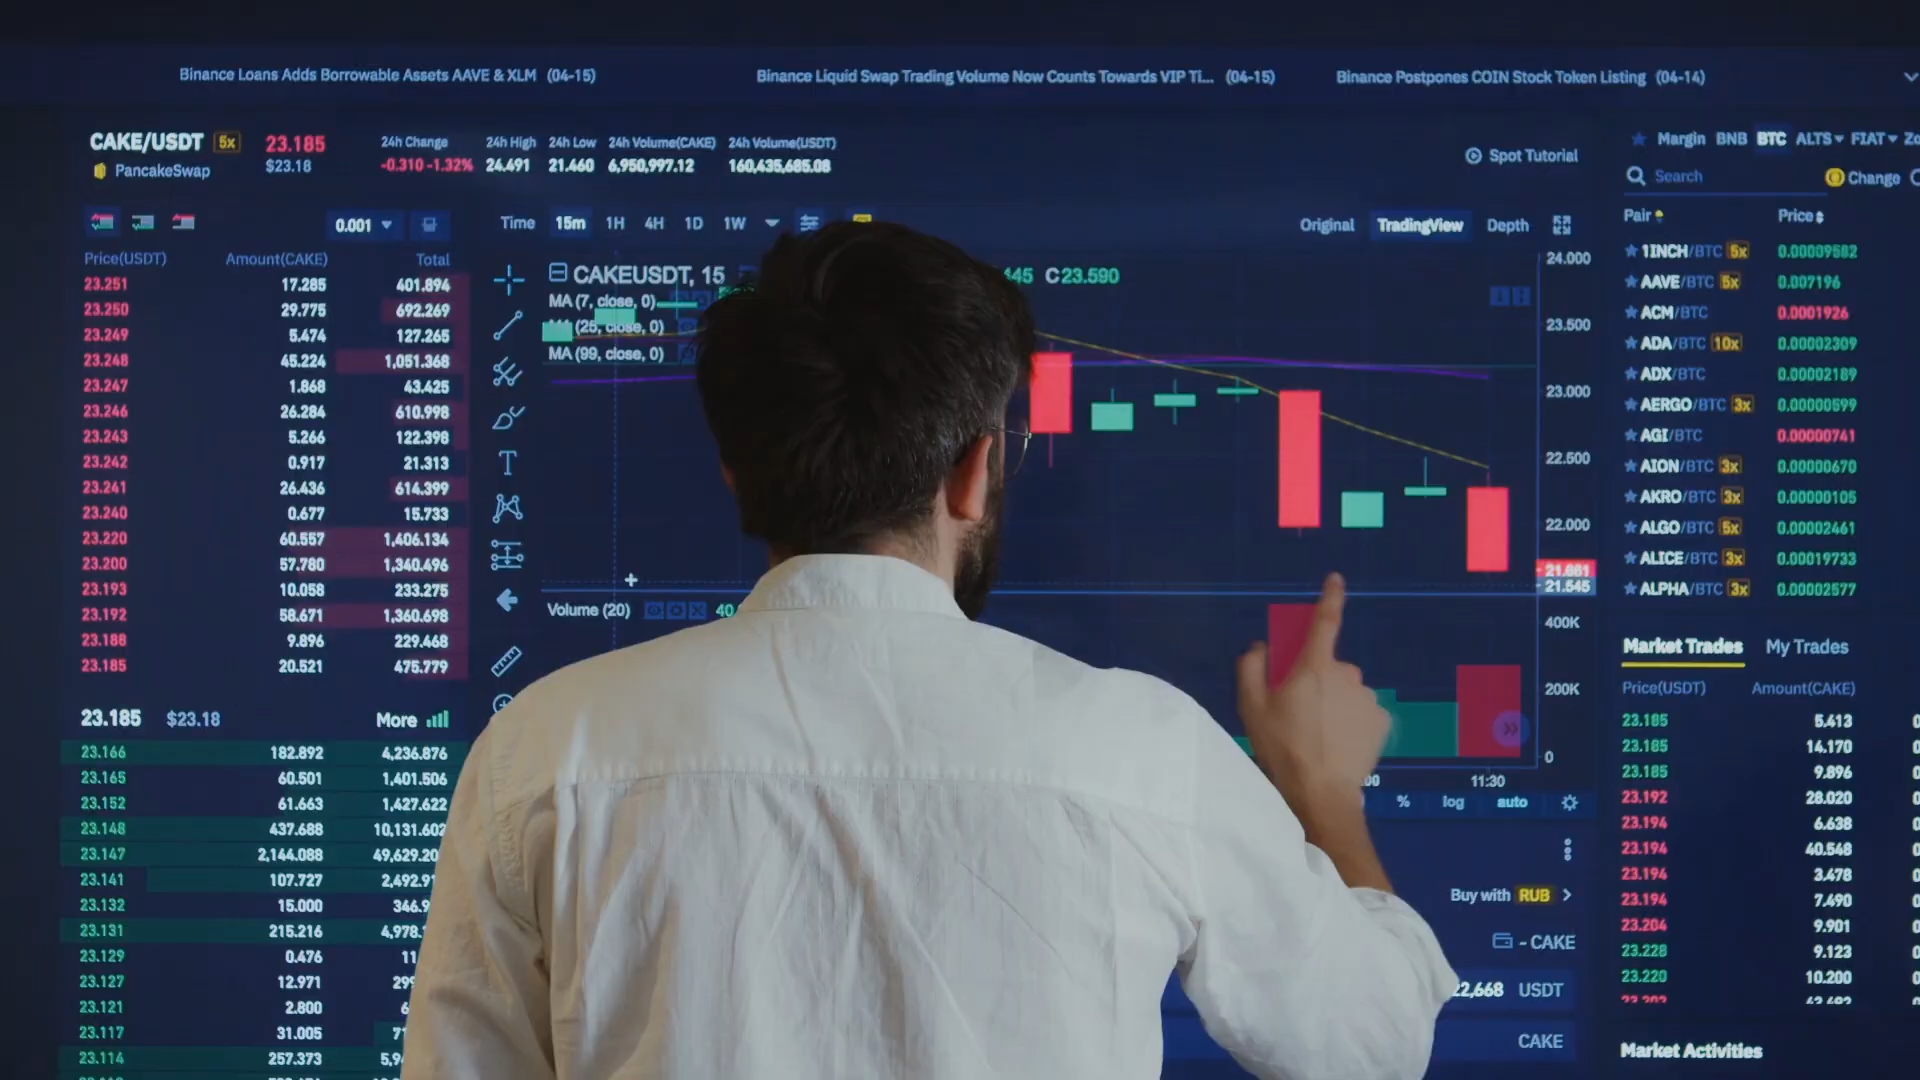 Binance Loans Adds Borrowable Assets AAVE & XLM (04-15)
Binance Liquid Swap Trading Volume Now Counts Towards VIP Ti... (04-15)
Binance Postpones COIN Stock Token Listing (04-14)
CAKE/USDT 5x 23.185
PancakeSwap $23.18
24h Change 24h High 24h Low 24h Volume(CAKE) 24h Volume(USDT)
-0.310 -1.32% 24.491 21.460 6,950,997.12 160,435,685.08
Spot Tutorial
0.001
Price(USDT) Amount(CAKE) Total
23.251 17.285 401.894
23.250 29.775 692.269
23.249 5.474 127.265
23.248 45.224 1,051.368
23.247 1.868 43.425
23.246 26.284 610.998
23.243 5.266 122.398
23.242 0.917 21.313
23.241 26.436 614.399
23.240 0.677 15.733
23.220 60.557 1,406.134
23.200 57.780 1,340.496
23.193 10.058 233.275
23.192 58.671 1,360.698
23.188 9.896 229.468
23.185 20.521 475.779
23.185 $23.18 More
23.166 182.892 4,236.876
23.165 60.501 1,401.506
23.152 61.663 1,427.622
23.148 437.688 10,131.602
23.147 2,144.088 49,629.20
23.141 107.727 2,492.9
23.132 15.000 346.9
23.131 215.216 4,978.
23.129 0.476 11
23.127 12.971 299
23.121 2.800 6
23.117 31.005 71
23.114 257.373 5,9
Time 15m 1H 4H 1D 1W
Original TradingView Depth
CAKEUSDT, 15
445 C23.590
MA (7, close, 0)
(25, close, 0)
MA (99, close, 0)
24.000
23.500
23.000
22.500
22.000
21.661
21.545
Volume (20) 40
400K
200K
0
:00 11:30
% log auto
Buy with RUB >
- CAKE
22,668 USDT
CAKE
Margin BNB BTC ALTS FIAT Zo
Search Change
Pair Price
1INCH/BTC 5x 0.00009582
AAVE/BTC 5x 0.007196
ACM/BTC 0.0001926
ADA/BTC 10x 0.00002309
ADX/BTC 0.00002189
AERGO/BTC 3x 0.00000599
AGI/BTC 0.00000741
AION/BTC 3x 0.00000670
AKRO/BTC 3x 0.00000105
ALGO/BTC 5x 0.00002461
ALICE/BTC 3x 0.00019733
ALPHA/BTC 3x 0.00002577
Market Trades My Trades
Price(USDT) Amount(CAKE)
23.185 5.413
23.185 14.170
23.185 9.896
23.192 28.020
23.194 6.638
23.194 40.548
23.194 3.478
23.194 7.490
23.204 9.901
23.228 9.123
23.220 10.200
Market Activities